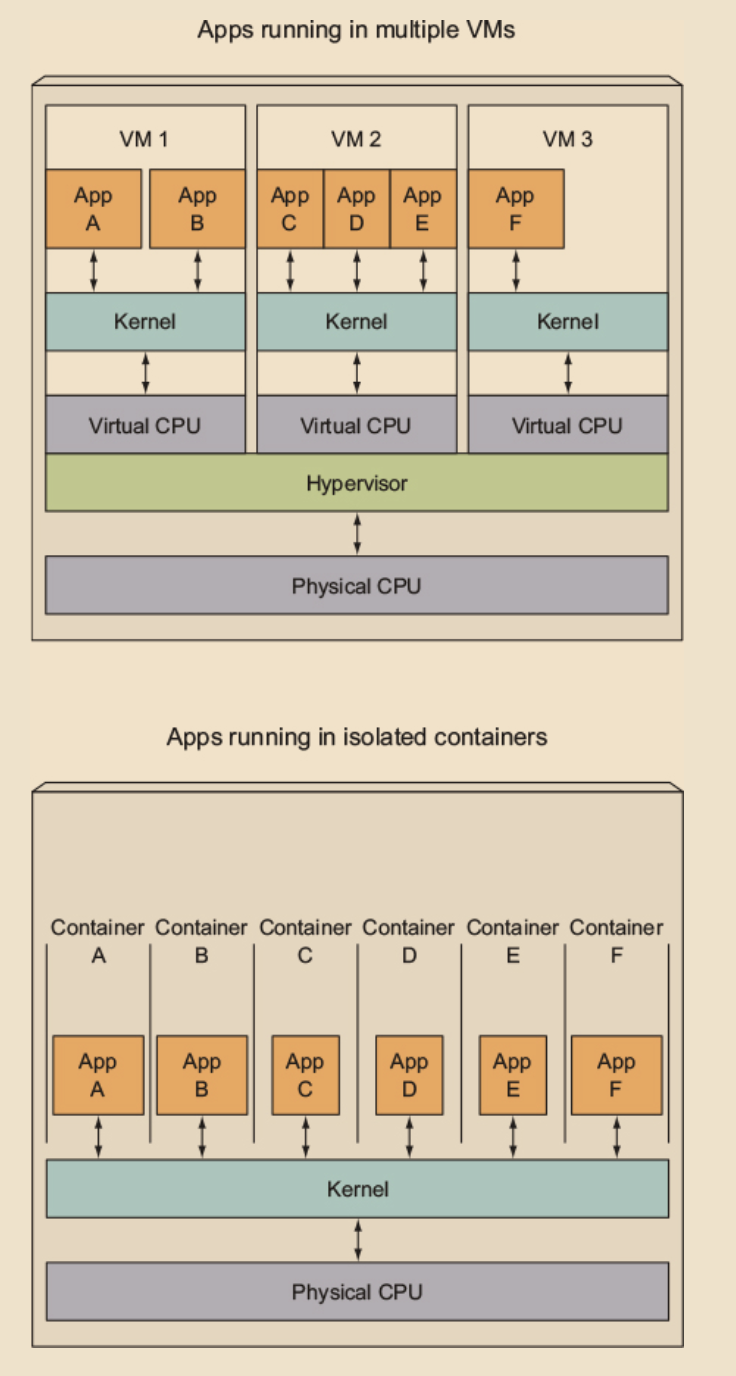 Apps running in multiple VMs
VM 1
VM 2
VM 3
App
A
App
B
App
C
App
D
App
E
App
F
Kernel
Kernel
Kernel
Virtual CPU
Virtual CPU
Virtual CPU
Hypervisor
Physical CPU
Apps running in isolated containers
Container
A
Container
B
Container
C
Container
D
Container
E
Container
F
App
A
App
B
App
C
App
D
App
E
App
F
Kernel
Physical CPU